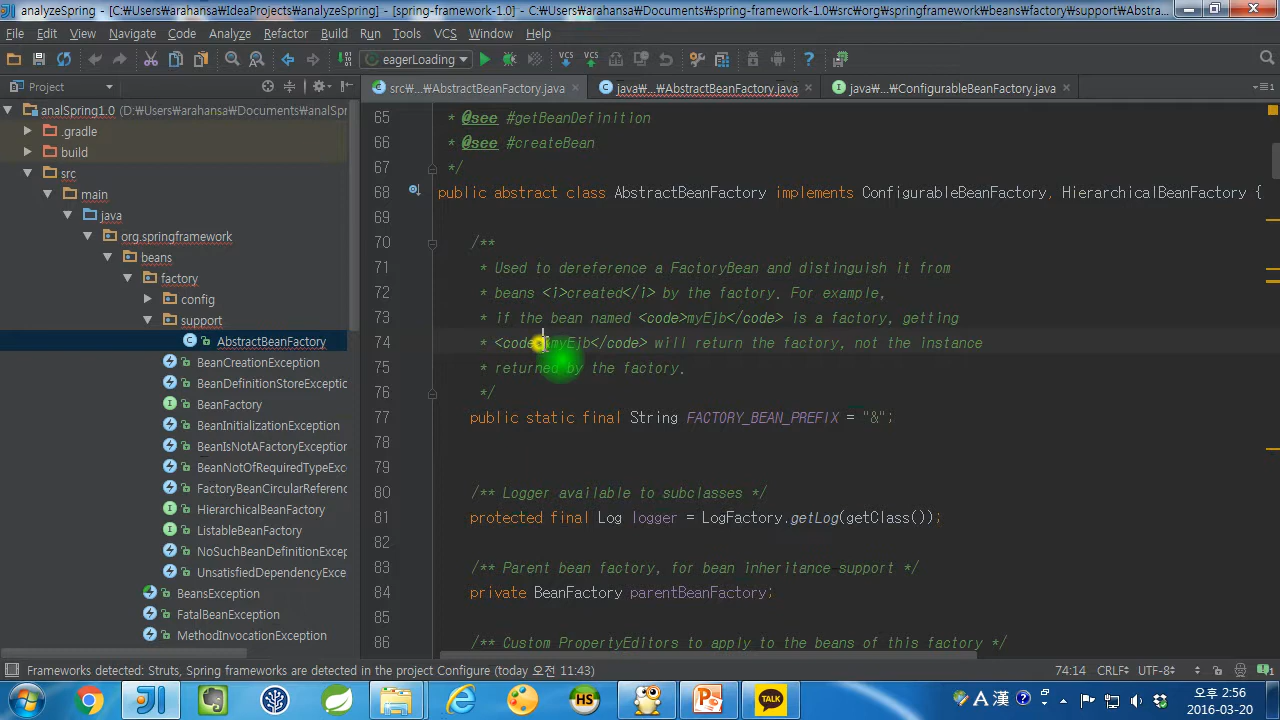 analyzeSpring - [C:₩Users₩arahansa₩IdeaProjects₩analyzeSpring] - [spring-framework-1.0] - C:₩Users₩arahansa₩Documents₩spring-framework-1.0₩src₩org₩springframework₩beans₩factory₩support₩Abstra...
File Edit View Navigate Code Analyze Refactor Build Run Tools VCS Window Help
eagerLoading VCS VCS
Project
src₩...₩AbstractBeanFactory.java
java₩...₩AbstractBeanFactory.java
java₩...₩ConfigurableBeanFactory.java
analSpring1.0 (D:₩Users₩arahansa₩Documents₩analSpr
.gradle
build
src
main
java
org.springframework
beans
factory
config
support
AbstractBeanFactory
BeanCreationException
BeanDefinitionStoreExceptio
BeanFactory
BeanInitializationException
BeanIsNotAFactoryException
BeanNotOfRequiredTypeExc
FactoryBeanCircularReferenc
HierarchicalBeanFactory
ListableBeanFactory
NoSuchBeanDefinitionExcep
UnsatisfiedDependencyExce
BeansException
FatalBeanException
MethodInvocationException
65 * @see #getBeanDefinition
66 * @see #createBean
67 */
68 public abstract class AbstractBeanFactory implements ConfigurableBeanFactory, HierarchicalBeanFactory {
69
70 /**
71 * Used to dereference a FactoryBean and distinguish it from
72 * beans <i>created</i> by the factory. For example,
73 * if the bean named <code>myEjb</code> is a factory, getting
74 * <code myEjb</code> will return the factory, not the instance
75 * returned by the factory.
76 */
77 public static final String FACTORY_BEAN_PREFIX = "&";
78
79
80 /** Logger available to subclasses */
81 protected final Log logger = LogFactory.getLog(getClass());
82
83 /** Parent bean factory, for bean inheritance support */
84 private BeanFactory parentBeanFactory;
85
86 /** Custom PropertyEditors to apply to the beans of this factory */
Frameworks detected: Struts, Spring frameworks are detected in the project Configure (today 오전 11:43)
74:14 CRLF÷ UTF-8÷
HS TALK A 漢
오후 2:56
2016-03-20